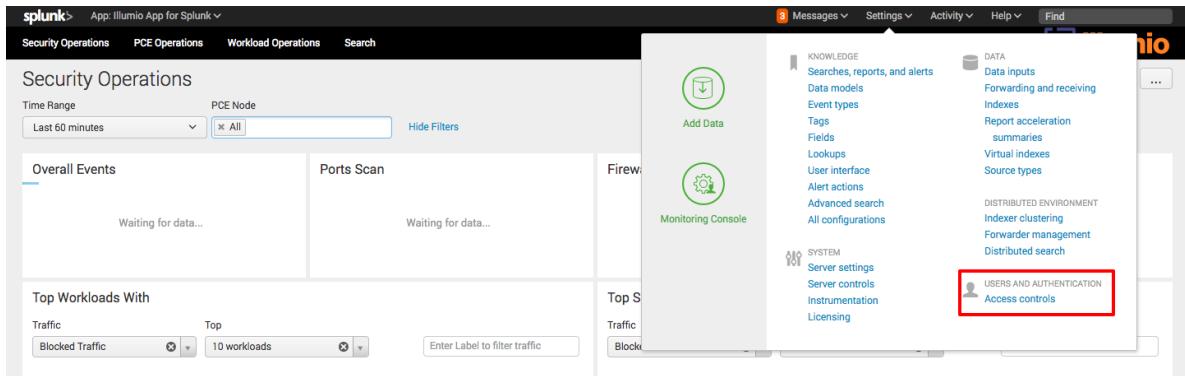 splunk> App: Illumio App for Splunk 3 Messages Settings Activity Help Find
Security Operations PCE Operations Workload Operations Search
Security Operations
...
Time Range PCE Node
Last 60 minutes × All Hide Filters
Overall Events Ports Scan
Waiting for data... Waiting for data...
Top Workloads With
Traffic Top
Blocked Traffic 10 workloads Enter Label to filter traffic
Traffic
Add Data
Monitoring Console
KNOWLEDGE
Searches, reports, and alerts
Data models
Event types
Tags
Fields
Lookups
User interface
Alert actions
Advanced search
All configurations
SYSTEM
Server settings
Server controls
Instrumentation
Licensing
DATA
Data inputs
Forwarding and receiving
Indexes
Report acceleration
summaries
Virtual indexes
Source types
DISTRIBUTED ENVIRONMENT
Indexer clustering
Forwarder management
Distributed search
USERS AND AUTHENTICATION
Access controls